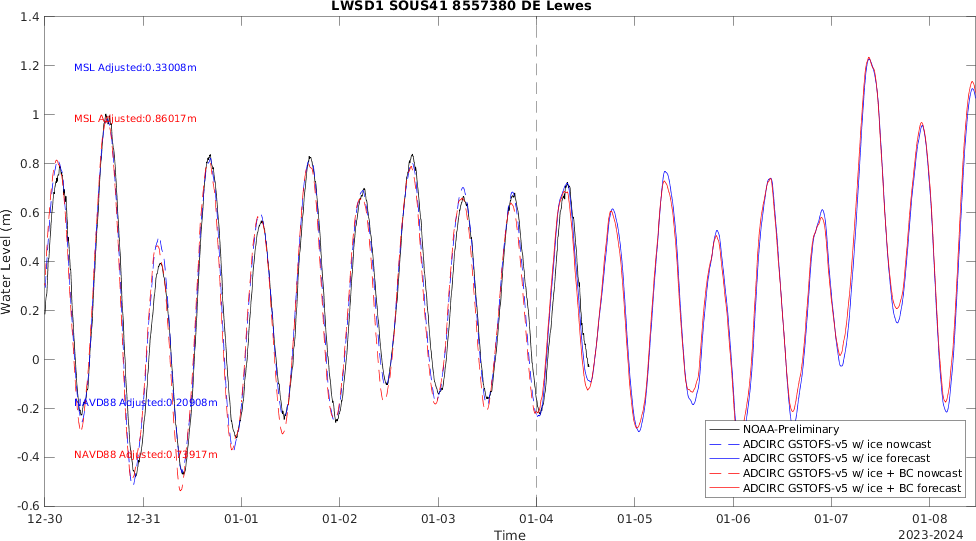 LWSD1 SOUS41 8557380 DE Lewes
1.4
1.2
1
0.8
0.6
0.4
0.2
0
-0.2
-0.4
-0.6
Water Level (m)
MSL Adjusted:0.33008m
MSL Adjusted:0.86017m
NAVD88 Adjusted:0.20908m
NAVD88 Adjusted:0.73917m
NOAA-Preliminary
ADCIRC GSTOFS-v5 w/ ice nowcast
ADCIRC GSTOFS-v5 w/ ice forecast
ADCIRC GSTOFS-v5 w/ ice + BC nowcast
ADCIRC GSTOFS-v5 w/ ice + BC forecast
12-30 12-31 01-01 01-02 01-03 01-04 01-05 01-06 01-07 01-08
Time
2023-2024